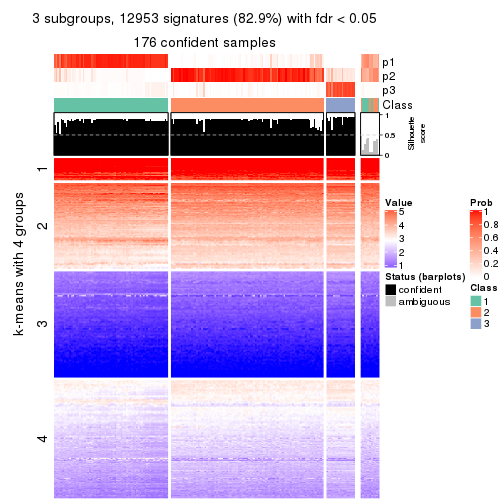 3 subgroups, 12953 signatures (82.9%) with fdr < 0.05
176 confident samples
p1
p2
p3
Class
1
0.5
0
Silhouette
score
k-means with 4 groups
1
2
3
4
Value
5
4
3
2
1
Status (barplots)
confident
ambiguous
Prob
1
0.8
0.6
0.4
0.2
0
Class
1
2
3